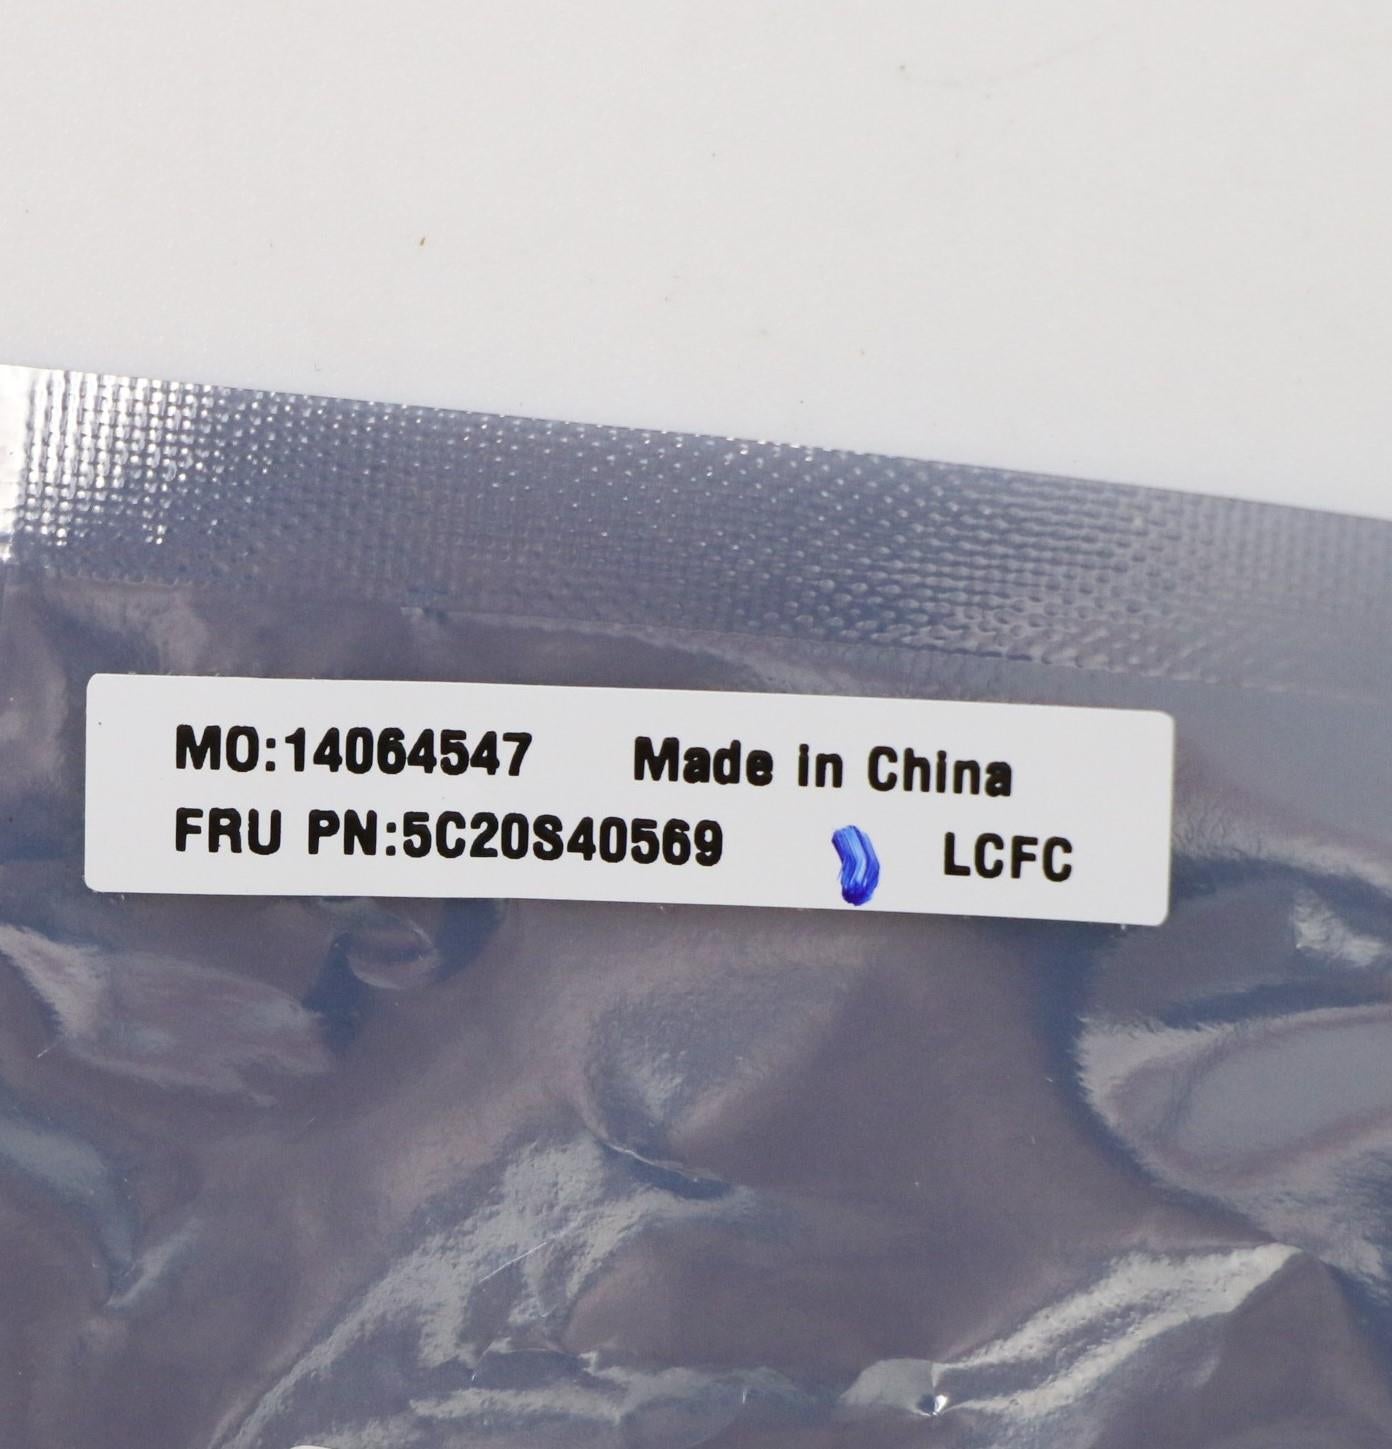 MO:14064547 Made in China
FRU PN:5C20S40569 LCFC